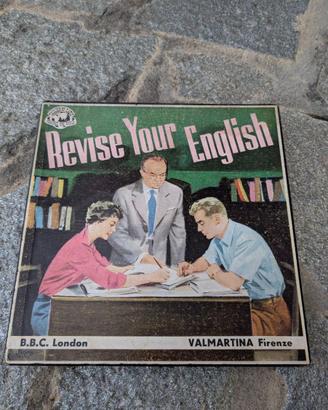 Revise Your English
B.B.C. London
VALMARTINA Firenze